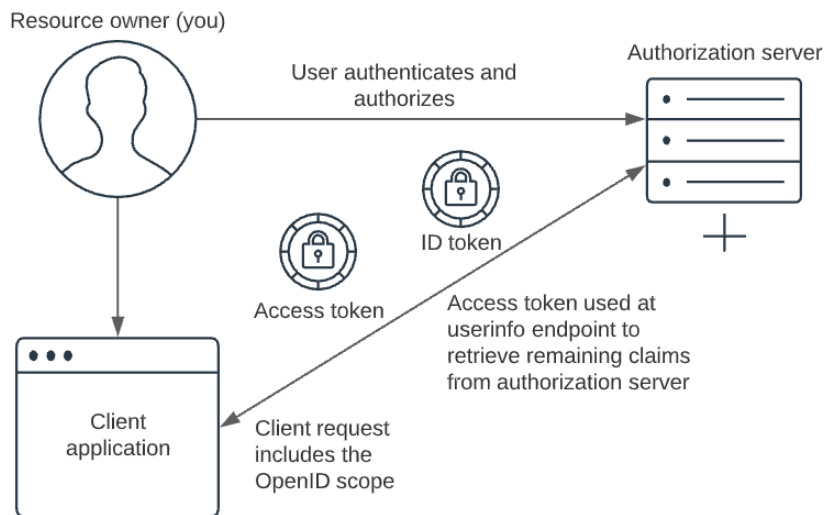 Resource owner (you)
User authenticates and
authorizes
Authorization server
ID token
Access token
Access token used at
userinfo endpoint to
retrieve remaining claims
from authorization server
Client
application
Client request
includes the
OpenID scope